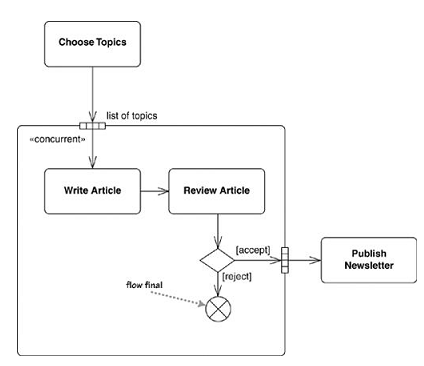 Choose Topics
list of topics
«concurrent»
Write Article
Review Article
[accept]
Publish
Newsletter
[reject]
flow final